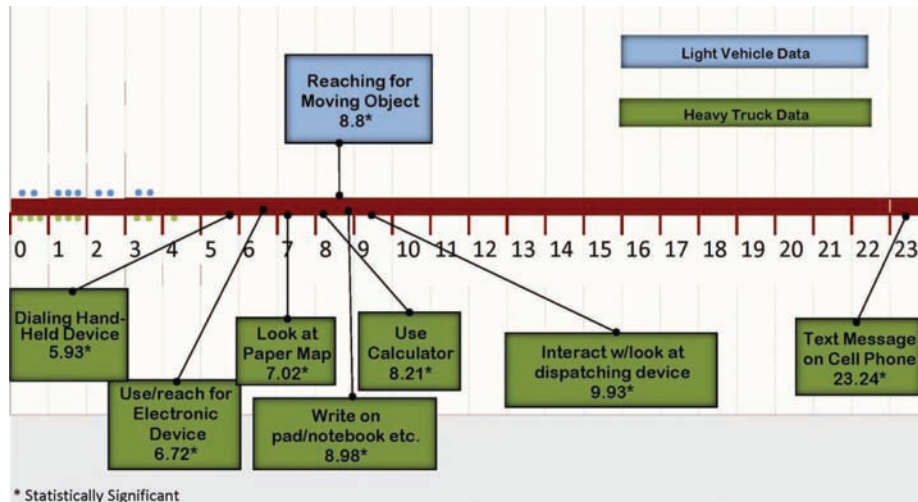 Reaching for
Moving Object
8.8*
Light Vehicle Data
Heavy Truck Data
0 1 2 3 4 5 6 7 8 9 10 11 12 13 14 15 16 17 18 19 20 21 22 23
Dialing Hand-
Held Device
5.93*
Use/reach for
Electronic
Device
6.72*
Look at
Paper Map
7.02*
Write on
pad/notebook etc.
8.98*
Use
Calculator
8.21*
Interact w/look at
dispatching device
9.93*
Text Message
on Cell Phone
23.24*
* Statistically Significant